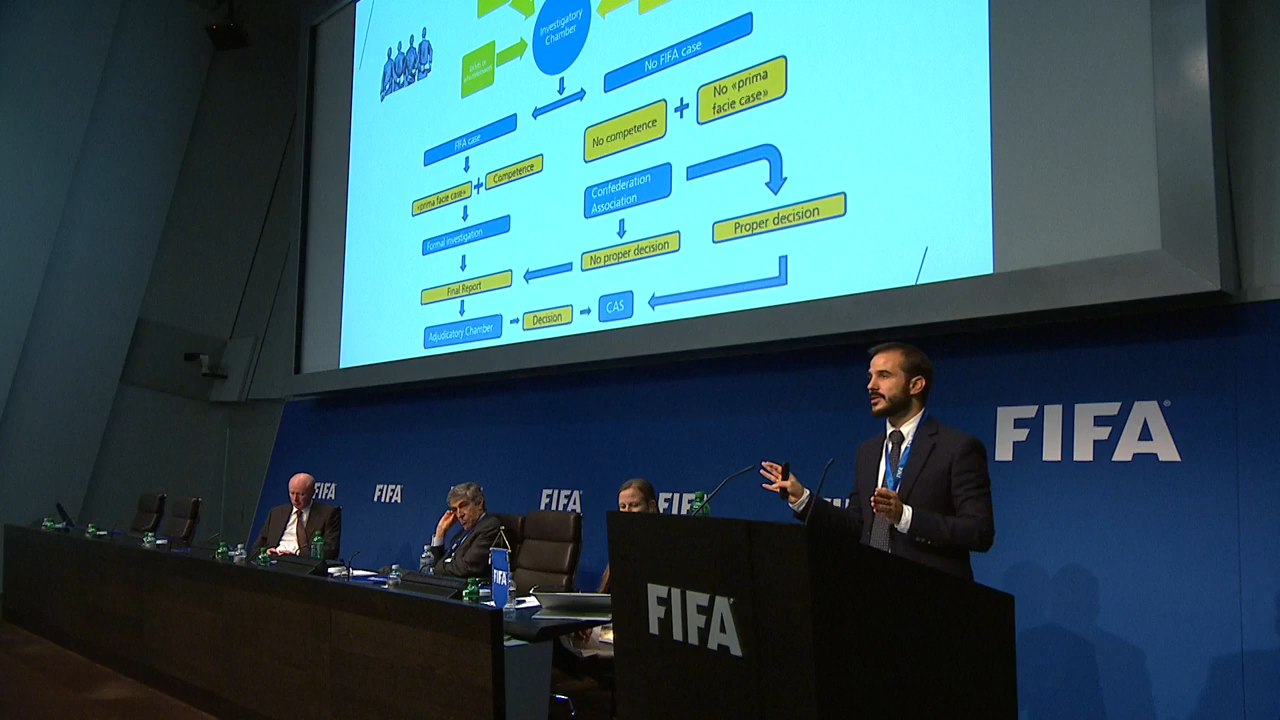 Investigatory
Chamber
No FIFA case
No «prima
facie case»
No competence
FIFA case
Competence
«prima facie case»
Confederation
Association
Formal investigation
Proper decision
No proper decision
Final Report
CAS
Decision
Adjudicatory Chamber
FIFA®
FIFA
FIFA
FIFA
FIFA
FIFA
FIFA